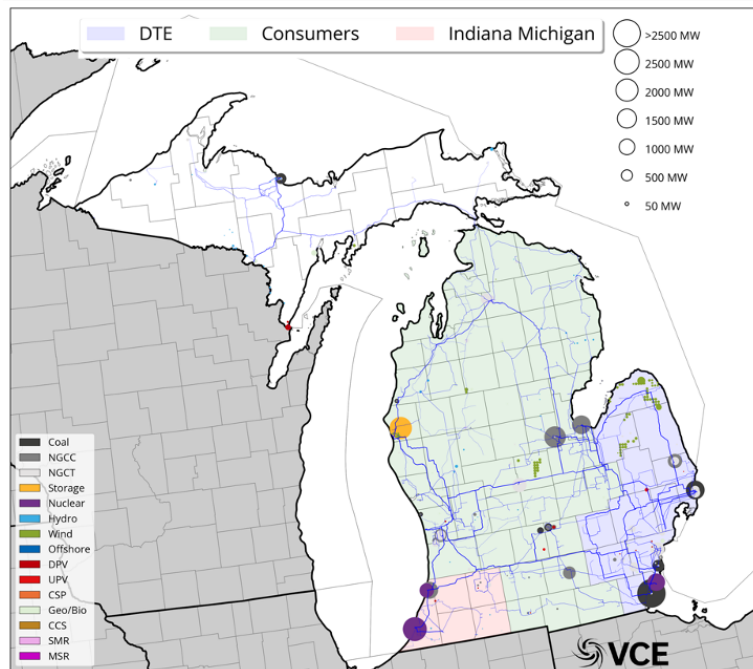 DTE Consumers Indiana Michigan
>2500 MW
2500 MW
2000 MW
1500 MW
1000 MW
500 MW
50 MW
Coal
NGCC
NGCT
Storage
Nuclear
Hydro
Wind
Offshore
DPV
UPV
CSP
Geo/Bio
CCS
SMR
MSR
VCE